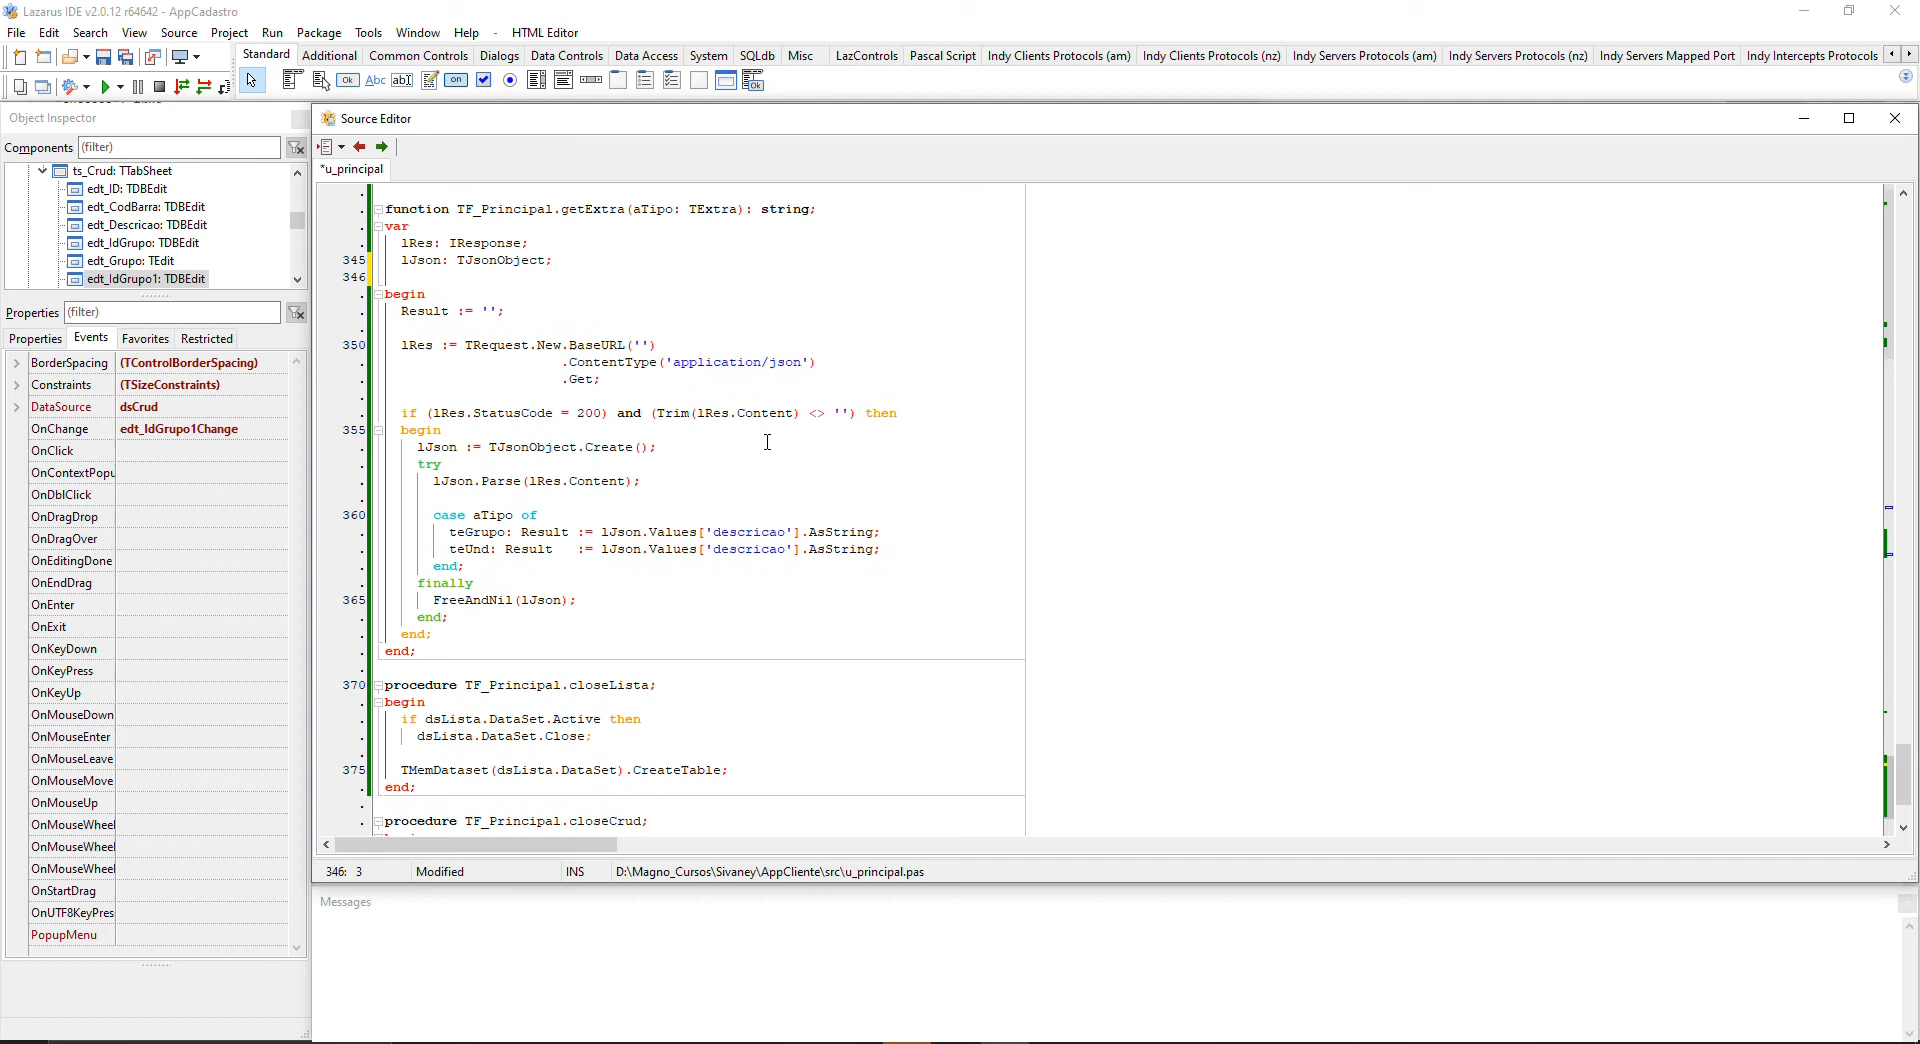 Lazarus IDE v2.0.12 r64642 - AppCadastro
File Edit Search View Source Project Run Package Tools Window Help - HTML Editor
Standard Additional Common Controls Dialogs Data Controls Data Access System SQLdb Misc LazControls Pascal Script Indy Clients Protocols (am) Indy Clients Protocols (nz) Indy Servers Protocols (am) Indy Servers Protocols (nz) Indy Servers Mapped Port Indy Intercepts Protocols
Ok Abc abI on Ok
Object Inspector
Components (filter)
ts_Crud: TTabSheet
edt_ID: TDBEdit
edt_CodBarra: TDBEdit
edt_Descricao: TDBEdit
edt_IdGrupo: TDBEdit
edt_Grupo: TEdit
edt_IdGrupo1: TDBEdit
Properties (filter)
Properties Events Favorites Restricted
BorderSpacing (TControlBorderSpacing)
Constraints (TSizeConstraints)
DataSource dsCrud
OnChange edt_IdGrupo1Change
OnClick
OnContextPopu
OnDblClick
OnDragDrop
OnDragOver
OnEditingDone
OnEndDrag
OnEnter
OnExit
OnKeyDown
OnKeyPress
OnKeyUp
OnMouseDown
OnMouseEnter
OnMouseLeave
OnMouseMove
OnMouseUp
OnMouseWheel
OnMouseWheel
OnMouseWheel
OnStartDrag
OnUTF8KeyPres
PopupMenu
Source Editor
*u_principal
function TF_Principal.getExtra(aTipo: TExtra): string;
var
lRes: IResponse;
345 lJson: TJsonObject;
346
begin
Result := '';
350 lRes := TRequest.New.BaseURL('')
.ContentType('application/json')
.Get;
if (lRes.StatusCode = 200) and (Trim(lRes.Content) <> '') then
355 begin
lJson := TJsonObject.Create();
try
lJson.Parse(lRes.Content);
360 case aTipo of
teGrupo: Result := lJson.Values['descricao'].AsString;
teUnd: Result   := lJson.Values['descricao'].AsString;
end;
finally
365 FreeAndNil(lJson);
end;
end;
end;
370 procedure TF_Principal.closeLista;
begin
if dsLista.DataSet.Active then
dsLista.DataSet.Close;
375 TMemDataset(dsLista.DataSet).CreateTable;
end;
procedure TF_Principal.closeCrud;
346: 3 Modified INS D:\Magno_Cursos\Sivaney\AppCliente\src\u_principal.pas
Messages